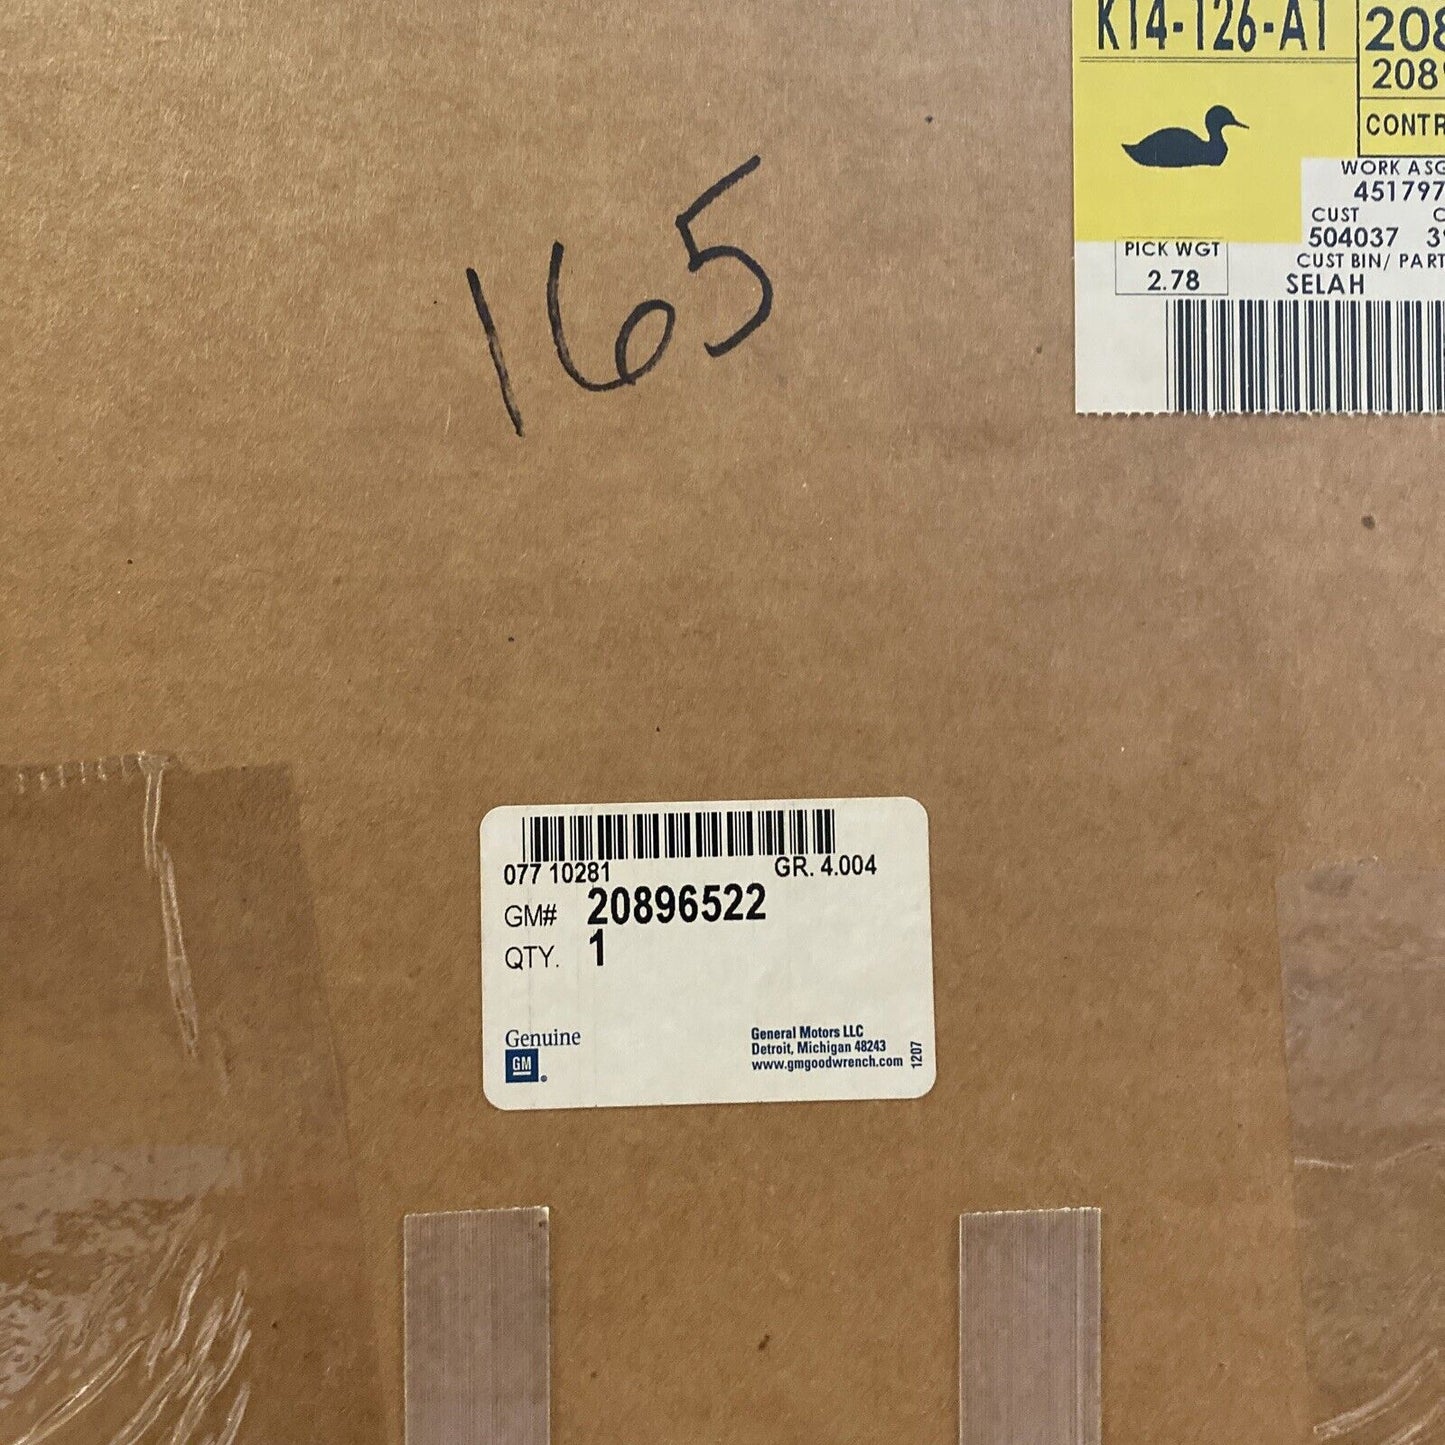 K14-126-A1
208
208
CONTR
WORK ASG
451797
CUST C
504037 3
CUST BIN/ PART
SELAH
PICK WGT
2.78
165
077 10281 GR. 4.004
GM# 20896522
QTY. 1
Genuine
GM
General Motors LLC
Detroit, Michigan 48243
www.gmgoodwrench.com
1207